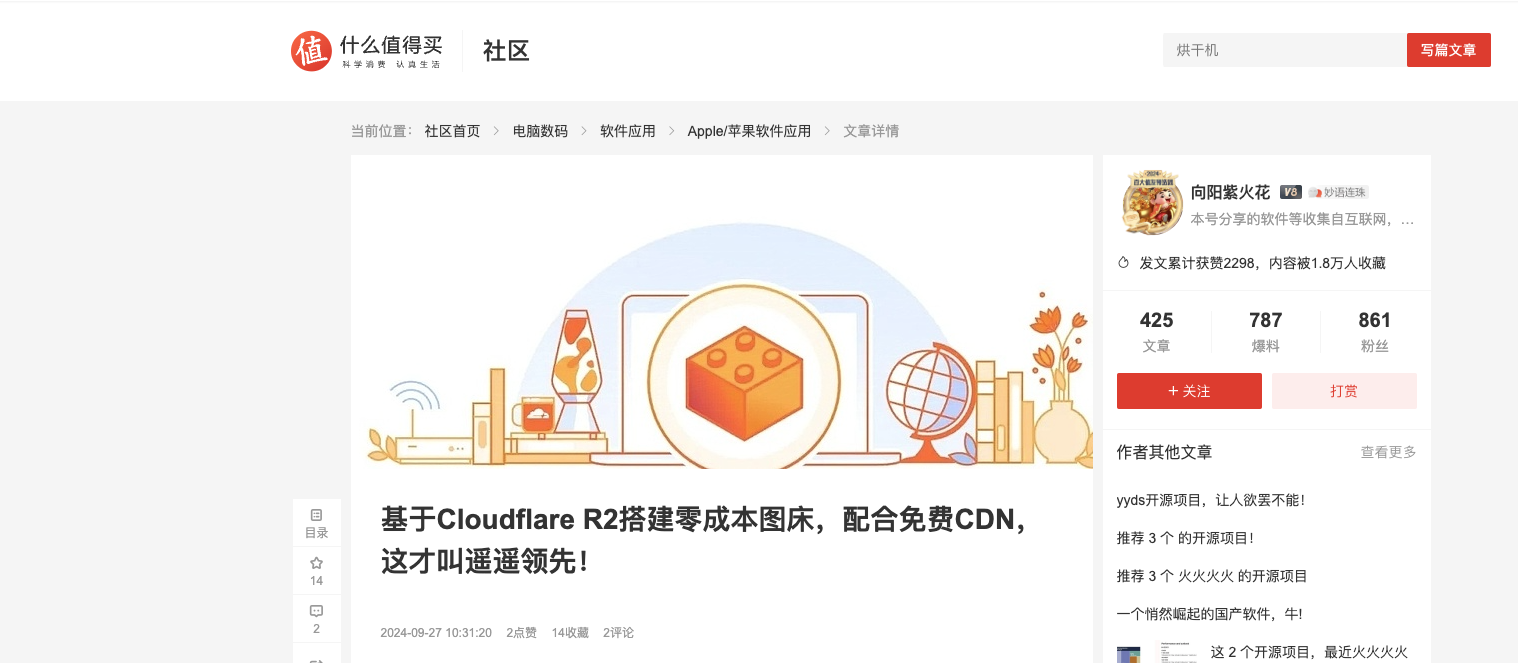 值 什么值得买 社区
科学消费 认真生活
烘干机 写篇文章
当前位置： 社区首页 > 电脑数码 > 软件应用 > Apple/苹果软件应用 > 文章详情
基于Cloudflare R2搭建零成本图床，配合免费CDN，
这才叫遥遥领先！
2024-09-27 10:31:20 2点赞 14收藏 2评论
目录
14
2
向阳紫火花 V8 妙语连珠
本号分享的软件等收集自互联网，…
发文累计获赞2298，内容被1.8万人收藏
425 787 861
文章 爆料 粉丝
+ 关注 打赏
作者其他文章 查看更多
yyds开源项目，让人欲罢不能！
推荐 3 个 的开源项目！
推荐 3 个 火火火火 的开源项目
一个悄然崛起的国产软件，牛!
这 2 个开源项目，最近火火火火